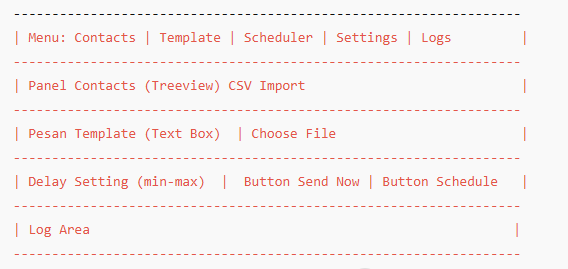 ------------------------------------------------------------------
| Menu: Contacts | Template | Scheduler | Settings | Logs         |
------------------------------------------------------------------
| Panel Contacts (Treeview) CSV Import                            |
------------------------------------------------------------------
| Pesan Template (Text Box)  | Choose File                        |
------------------------------------------------------------------
| Delay Setting (min-max)  |  Button Send Now | Button Schedule   |
------------------------------------------------------------------
| Log Area                                                       |
------------------------------------------------------------------